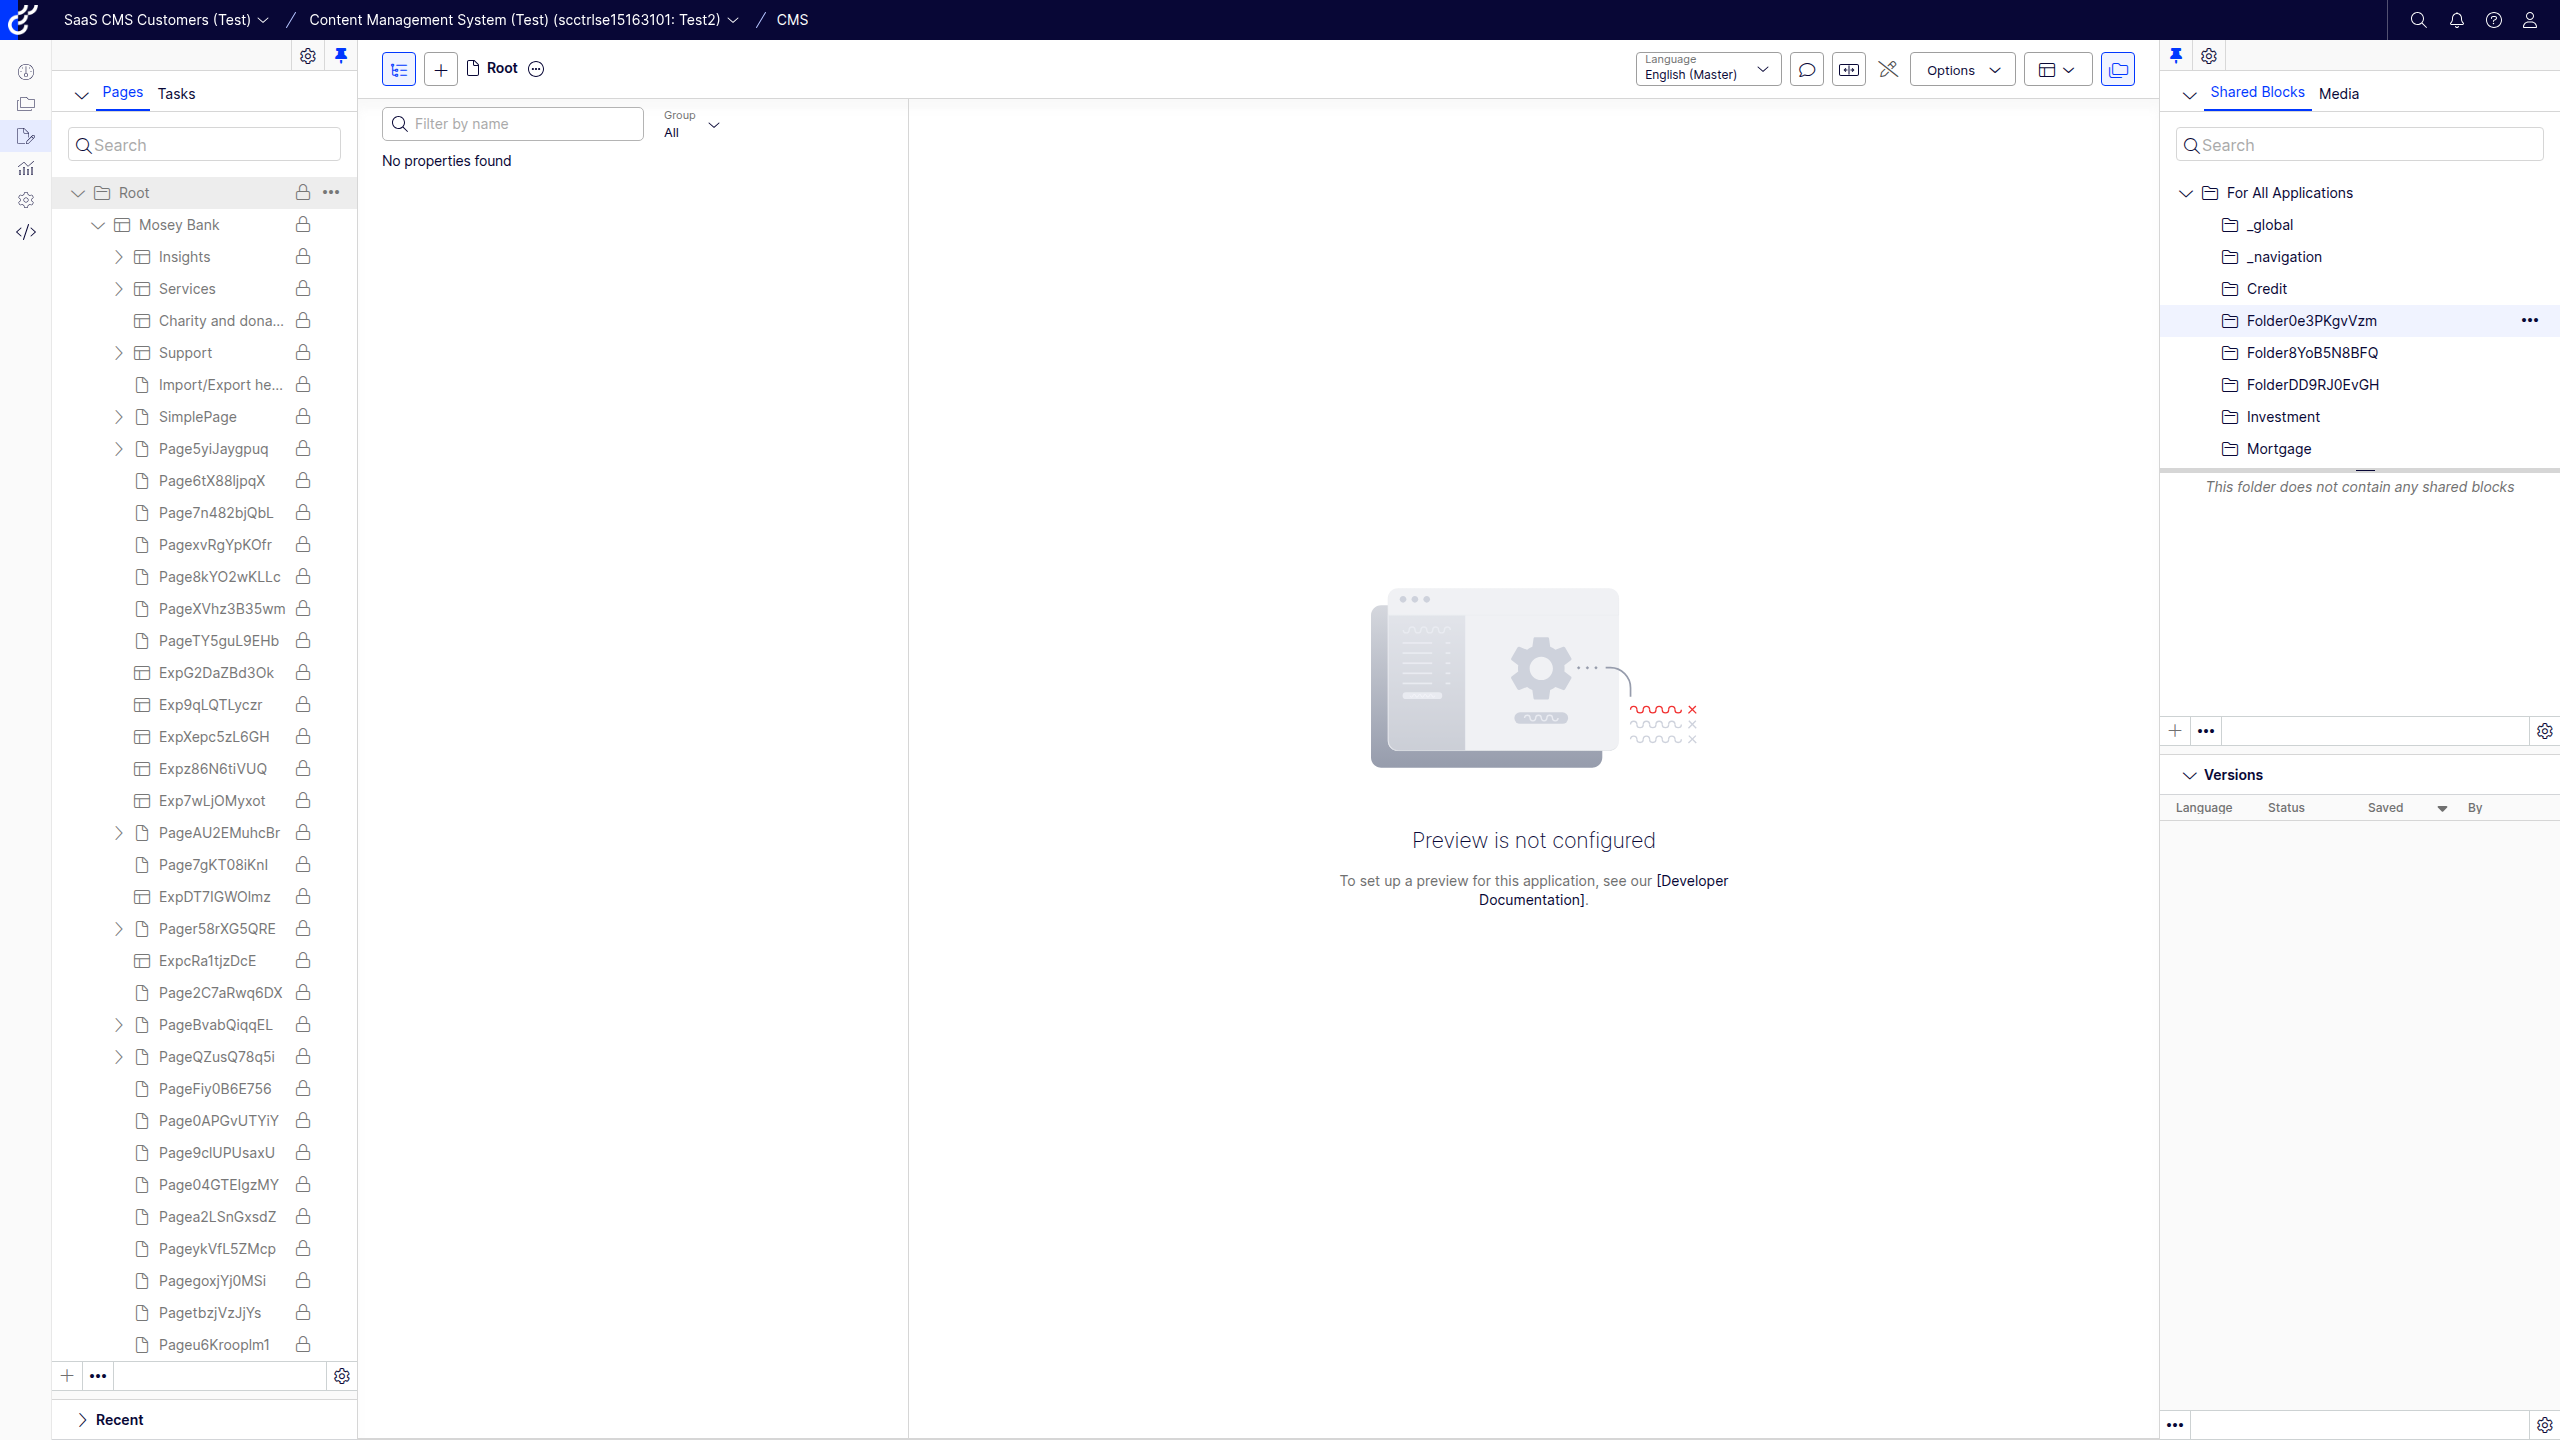 SaaS CMS Customers (Test) / Content Management System (Test) (scctrlse15163101: Test2) / CMS
Pages Tasks
Search
Root
Mosey Bank
Insights
Services
Charity and dona...
Support
Import/Export he...
SimplePage
Page5yiJaygpuq
Page6tX88ljpqX
Page7n482bjQbL
PagexvRgYpKOfr
Page8kYO2wKLLc
PageXVhz3B35wm
PageTY5guL9EHb
ExpG2DaZBd3Ok
Exp9qLQTLyczr
ExpXepc5zL6GH
Expz86N6tiVUQ
Exp7wLjOMyxot
PageAU2EMuhcBr
Page7gKT08iKnI
ExpDT7IGWOlmz
Pager58rXG5QRE
ExpcRa1tjzDcE
Page2C7aRwq6DX
PageBvabQiqqEL
PageQZusQ78q5i
PageFiy0B6E756
Page0APGvUTYiY
Page9clUPUsaxU
Page04GTEIgzMY
Pagea2LSnGxsdZ
PageykVfL5ZMcp
PagegoxjYj0MSi
PagetbzjVzJjYs
Pageu6Krooplm1
Recent
Root
Language
English (Master)
Options
Filter by name
Group
All
No properties found
Preview is not configured
To set up a preview for this application, see our [Developer
Documentation].
Shared Blocks Media
Search
For All Applications
_global
_navigation
Credit
Folder0e3PKgvVzm
Folder8YoB5N8BFQ
FolderDD9RJ0EvGH
Investment
Mortgage
This folder does not contain any shared blocks
Versions
Language Status Saved By